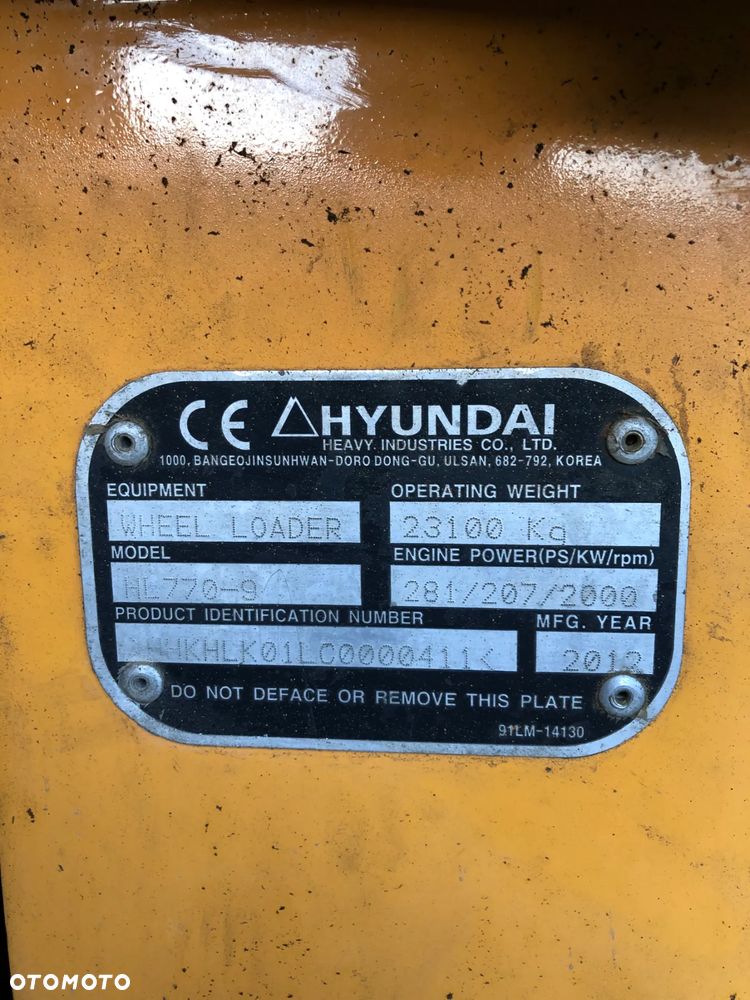 CE HYUNDAI
HEAVY INDUSTRIES CO., LTD.
1000, BANGEOJINSUNHWAN-DORO DONG-GU, ULSAN, 682-792, KOREA
EQUIPMENT
WHEEL LOADER
OPERATING WEIGHT
23100 Kg
MODEL
HL770-9
ENGINE POWER(PS/KW/rpm)
281/207/2000
PRODUCT IDENTIFICATION NUMBER
MFG. YEAR
2012
DO NOT DEFACE OR REMOVE THIS PLATE
91LM-14130
OTOMOTO